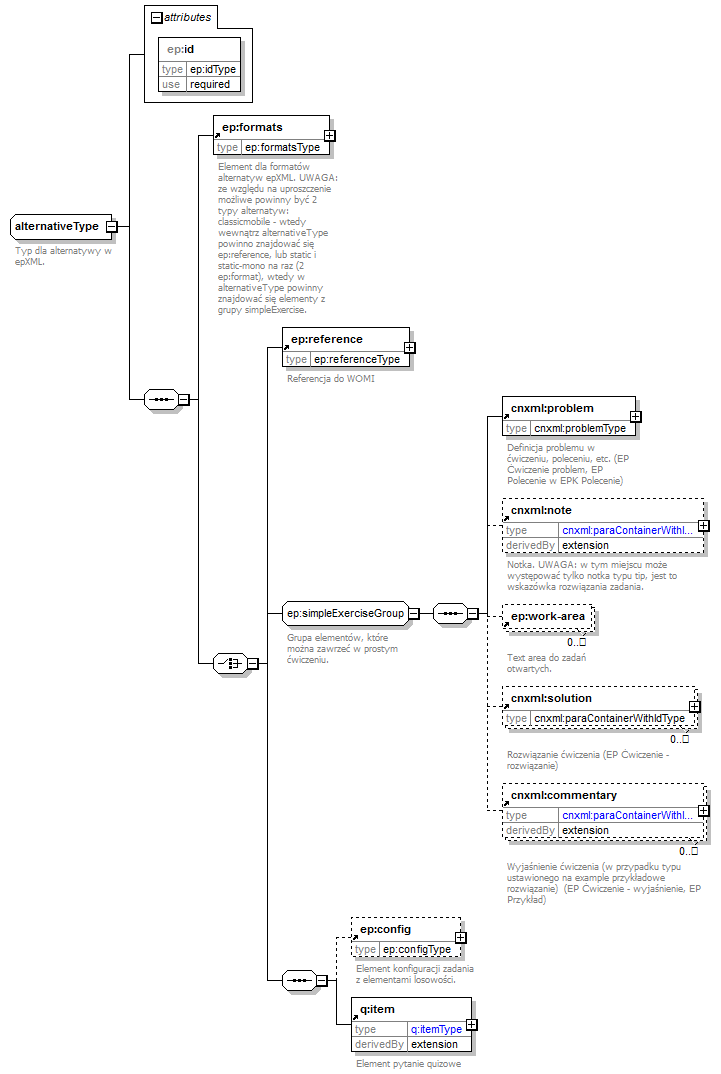 attributes
ep:id
type ep:idType
use required
ep:formats
type ep:formatsType
Element dla formatów
alternatyw epXML. UWAGA:
ze względu na uproszczenie
możliwe powinny być 2
typy alternatyw:
classicmobile - wtedy
wewnątrz alternativeType
powinno znajdować się
ep:reference, lub static i
static-mono na raz (2
ep:format), wtedy w
alternativeType powinny
znajdować się elementy z
grupy simpleExercise.
alternativeType
Typ dla alternatywy w
epXML.
ep:reference
type ep:referenceType
Referencja do WOMI
cnxml:problem
type cnxml:problemType
Definicja problemu w
ćwiczeniu, poleceniu, etc. (EP
Ćwiczenie problem, EP
Polecenie w EPK Polecenie)
cnxml:note
type cnxml:paraContainerWithI...
derivedBy extension
Notka. UWAGA: w tym miejscu może
występować tylko notka typu tip, jest to
wskazówka rozwiązania zadania.
ep:simpleExerciseGroup
Grupa elementów, które
można zawrzeć w prostym
ćwiczeniu.
ep:work-area
0..
Text area do zadań
otwartych.
cnxml:solution
type cnxml:paraContainerWithIdType
0..
Rozwiązanie ćwiczenia (EP Ćwiczenie -
rozwiązanie)
cnxml:commentary
type cnxml:paraContainerWithI...
derivedBy extension
0..
Wyjaśnienie ćwiczenia (w przypadku typu
ustawionego na example przykładowe
rozwiązanie) (EP Ćwiczenie - wyjaśnienie, EP
Przykład)
ep:config
type ep:configType
Element konfiguracji zadania
z elementami losowości.
q:item
type q:itemType
derivedBy extension
Element pytanie quizowe